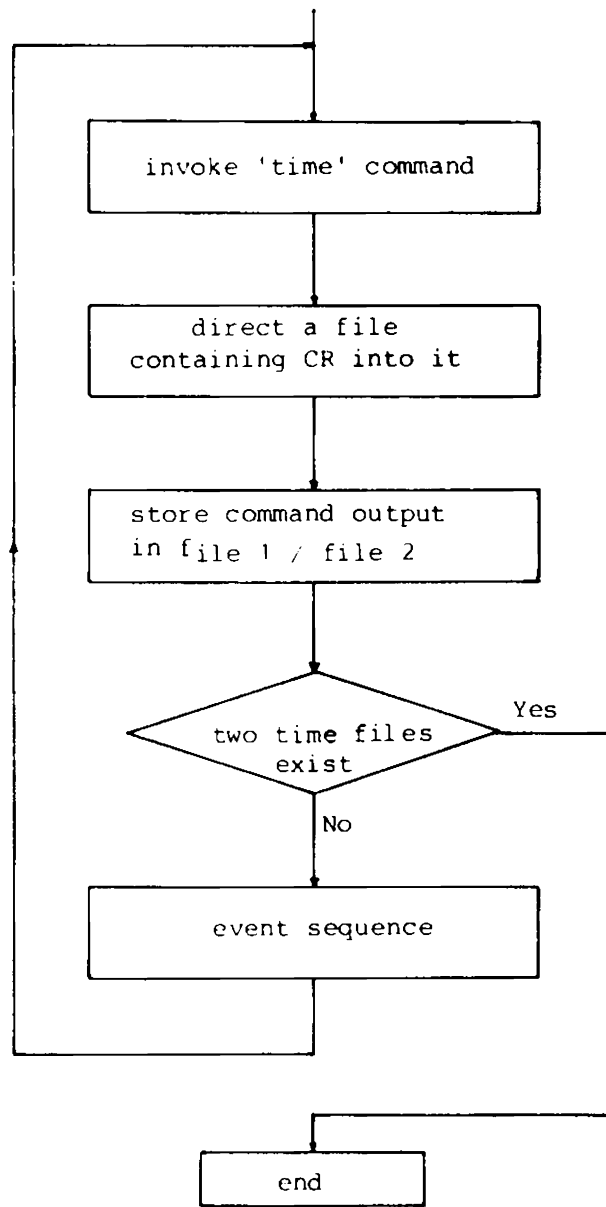 invoke 'time' command
direct a file
containing CR into it
store command output
in file 1 / file 2
two time files
exist
Yes
No
event sequence
end